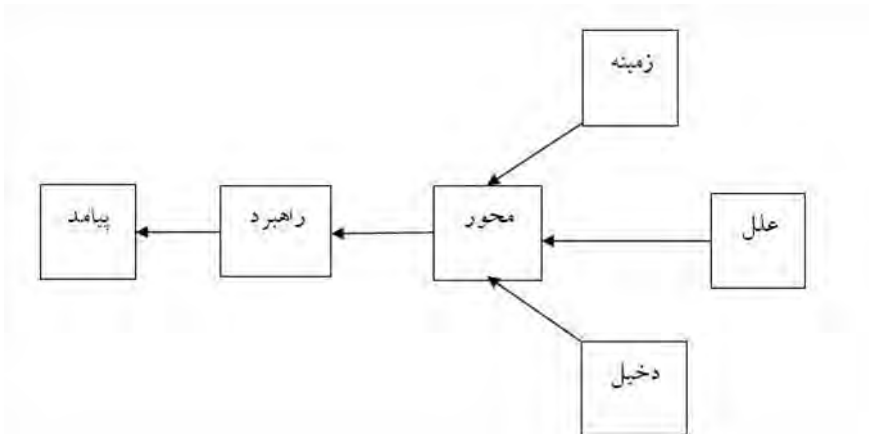 زمینه
علل
محور
راهبرد
پیامد
دخیل